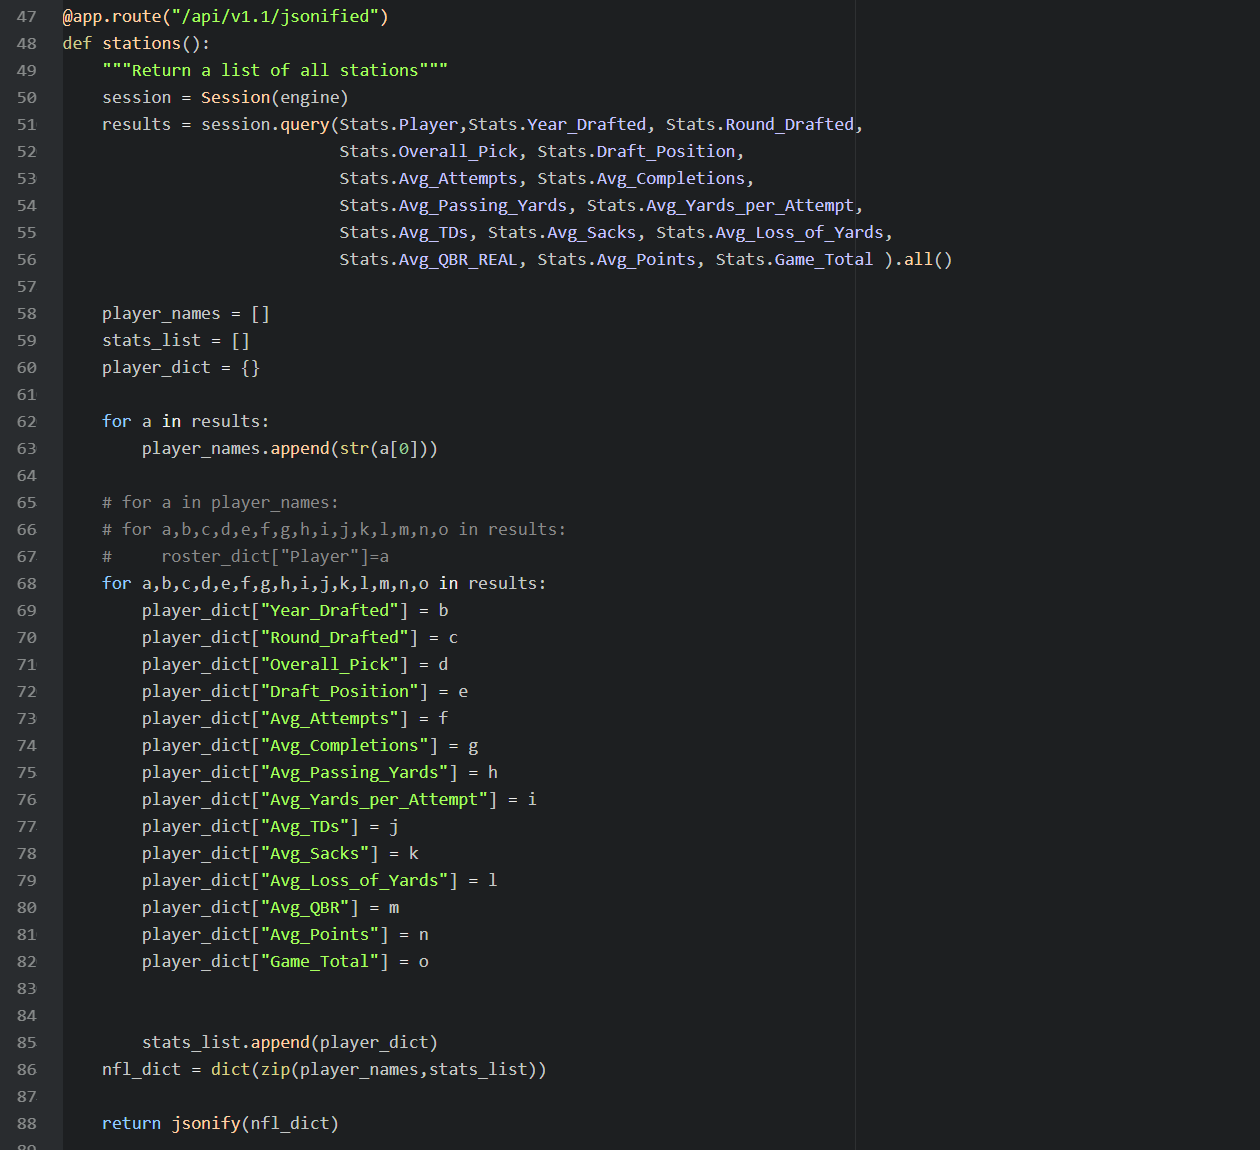 47 @app.route("/api/v1.1/jsonified")
48 def stations():
49     """Return a list of all stations"""
50     session = Session(engine)
51     results = session.query(Stats.Player,Stats.Year_Drafted, Stats.Round_Drafted,
52                             Stats.Overall_Pick, Stats.Draft_Position,
53                             Stats.Avg_Attempts, Stats.Avg_Completions,
54                             Stats.Avg_Passing_Yards, Stats.Avg_Yards_per_Attempt,
55                             Stats.Avg_TDs, Stats.Avg_Sacks, Stats.Avg_Loss_of_Yards,
56                             Stats.Avg_QBR_REAL, Stats.Avg_Points, Stats.Game_Total ).all()
57
58     player_names = []
59     stats_list = []
60     player_dict = {}
61
62     for a in results:
63         player_names.append(str(a[0]))
64
65     # for a in player_names:
66     # for a,b,c,d,e,f,g,h,i,j,k,l,m,n,o in results:
67     #     roster_dict["Player"]=a
68     for a,b,c,d,e,f,g,h,i,j,k,l,m,n,o in results:
69         player_dict["Year_Drafted"] = b
70         player_dict["Round_Drafted"] = c
71         player_dict["Overall_Pick"] = d
72         player_dict["Draft_Position"] = e
73         player_dict["Avg_Attempts"] = f
74         player_dict["Avg_Completions"] = g
75         player_dict["Avg_Passing_Yards"] = h
76         player_dict["Avg_Yards_per_Attempt"] = i
77         player_dict["Avg_TDs"] = j
78         player_dict["Avg_Sacks"] = k
79         player_dict["Avg_Loss_of_Yards"] = l
80         player_dict["Avg_QBR"] = m
81         player_dict["Avg_Points"] = n
82         player_dict["Game_Total"] = o
83
84
85         stats_list.append(player_dict)
86     nfl_dict = dict(zip(player_names,stats_list))
87
88     return jsonify(nfl_dict)
89